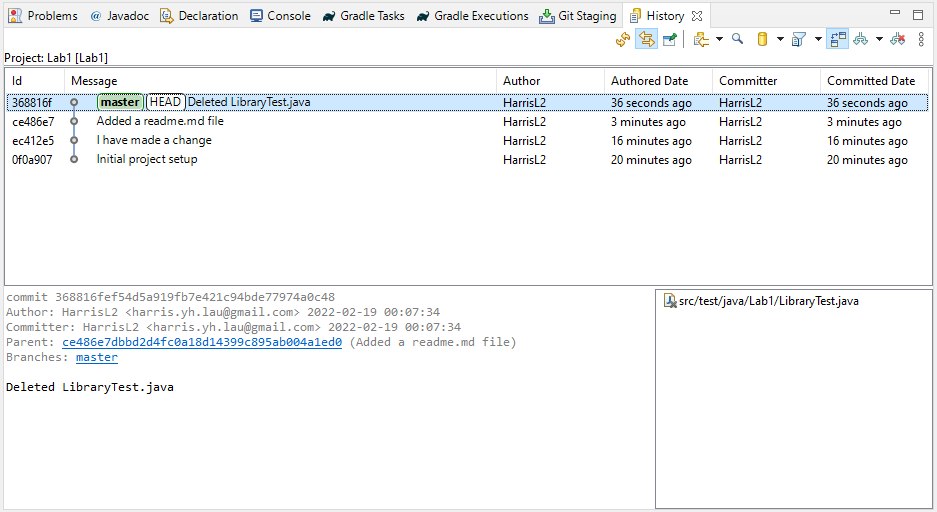 Problems @ Javadoc Declaration Console Gradle Tasks Gradle Executions Git Staging History
Project: Lab1 [Lab1]
Id Message Author Authored Date Committer Committed Date
368816f master HEAD Deleted LibraryTest.java HarrisL2 36 seconds ago HarrisL2 36 seconds ago
ce486e7 Added a readme.md file HarrisL2 3 minutes ago HarrisL2 3 minutes ago
ec412e5 I have made a change HarrisL2 16 minutes ago HarrisL2 16 minutes ago
0f0a907 Initial project setup HarrisL2 20 minutes ago HarrisL2 20 minutes ago
commit 368816fef54d5a919fb7e421c94bde77974a0c48
Author: HarrisL2 <harris.yh.lau@gmail.com> 2022-02-19 00:07:34
Committer: HarrisL2 <harris.yh.lau@gmail.com> 2022-02-19 00:07:34
Parent: ce486e7dbbd2d4fc0a18d14399c895ab004a1ed0 (Added a readme.md file)
Branches: master
Deleted LibraryTest.java
src/test/java/Lab1/LibraryTest.java